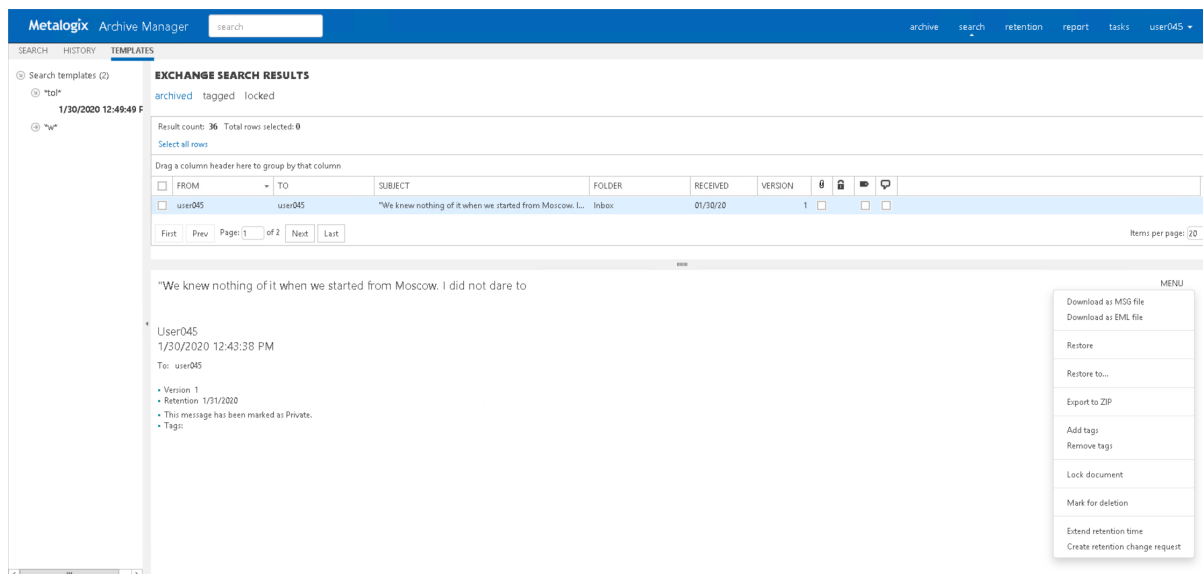 Metalogix Archive Manager search archive search retention report tasks user045
SEARCH HISTORY TEMPLATES
Search templates (2)
"tol"
1/30/2020 12:49:49 P
"w"
EXCHANGE SEARCH RESULTS
archived tagged locked
Result count: 36 Total rows selected: 0
Select all rows
Drag a column header here to group by that column
FROM TO SUBJECT FOLDER RECEIVED VERSION
user045 user045 "We knew nothing of it when we started from Moscow. I... Inbox 01/30/20 1
First Prev Page: 1 of 2 Next Last Items per page: 20
"We knew nothing of it when we started from Moscow. I did not dare to
MENU
User045
1/30/2020 12:43:38 PM
To: user045
• Version 1
• Retention 1/31/2020
• This message has been marked as Private.
• Tags:
Download as MSG file
Download as EML file
Restore
Restore to...
Export to ZIP
Add tags
Remove tags
Lock document
Mark for deletion
Extend retention time
Create retention change request